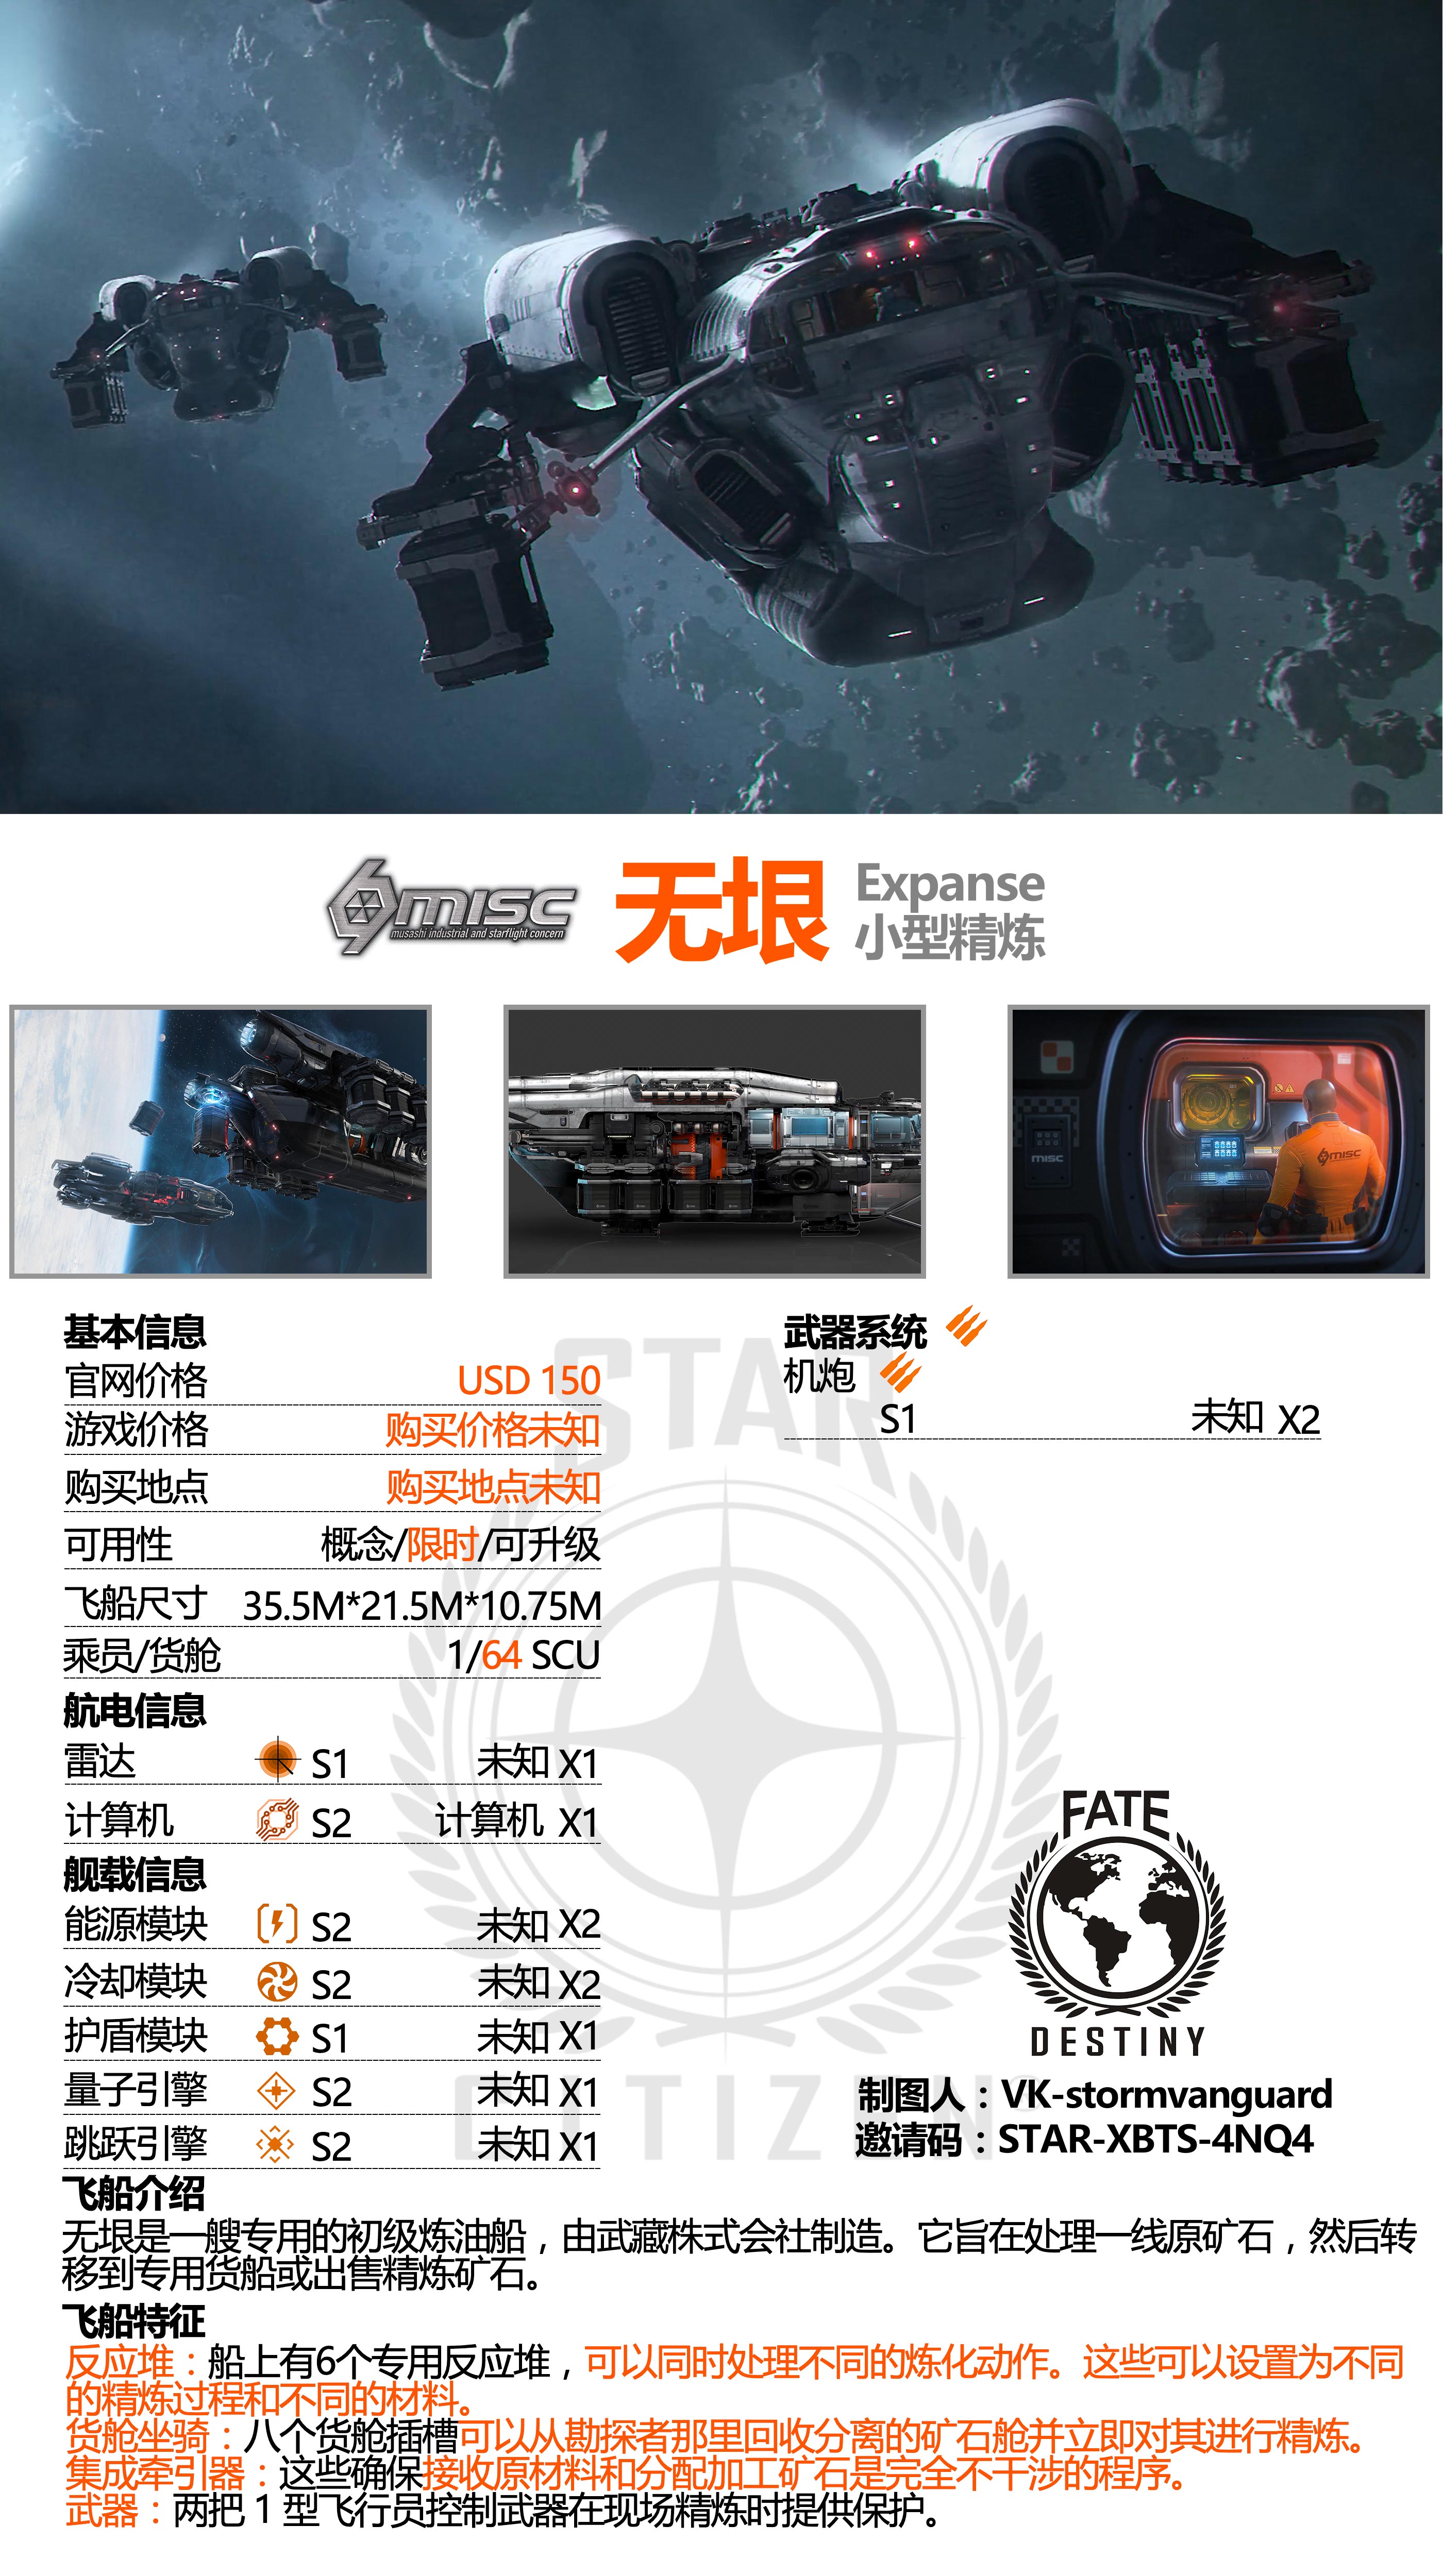 misc
musashi industrial and starflight concern
无垠
Expanse
小型精炼
MISC
MISC
基本信息
官网价格 USD 150
游戏价格 购买价格未知
购买地点 购买地点未知
可用性 概念/限时/可升级
飞船尺寸 35.5M*21.5M*10.75M
乘员/货舱 1/64 SCU
航电信息
雷达 S1 未知 X1
计算机 S2 计算机 X1
舰载信息
能源模块 S2 未知 X2
冷却模块 S2 未知 X2
护盾模块 S1 未知 X1
量子引擎 S2 未知 X1
跳跃引擎 S2 未知 X1
武器系统
机炮
S1 未知 X2
STAR
CITIZEN
FATE
DESTINY
制图人：VK-stormvanguard
邀请码：STAR-XBTS-4NQ4
飞船介绍
无垠是一艘专用的初级炼油船，由武藏株式会社制造。它旨在处理一线原矿石，然后转
移到专用货船或出售精炼矿石。
飞船特征
反应堆：船上有6个专用反应堆，可以同时处理不同的炼化动作。这些可以设置为不同
的精炼过程和不同的材料。
货舱坐骑：八个货舱插槽可以从勘探者那里回收分离的矿石舱并立即对其进行精炼。
集成牵引器：这些确保接收原材料和分配加工矿石是完全不干涉的程序。
武器：两把 1 型飞行员控制武器在现场精炼时提供保护。